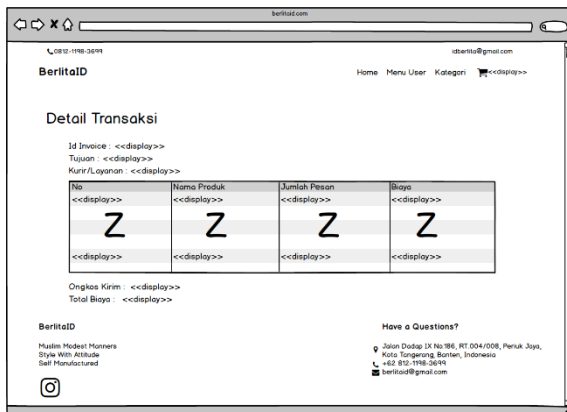 berlitaid.com
0812-1198-3699 idberlita@gmail.com
BerlitaID Home Menu User Kategori <<display>>
Detail Transaksi
Id Invoice : <<display>>
Tujuan : <<display>>
Kurir/Layanan : <<display>>
No Nama Produk Jumlah Pesan Biaya
<<display>> <<display>> <<display>> <<display>>
Z Z Z Z
<<display>> <<display>> <<display>> <<display>>
Ongkos Kirim : <<display>>
Total Biaya : <<display>>
BerlitaID
Muslim Modest Manners
Style With Attitude
Self Manufactured
Have a Questions?
Jalan Dadap IX No.186, RT.004/008, Periuk Jaya,
Kota Tangerang, Banten, Indonesia
+62 812-1198-3699
berlitaid@gmail.com